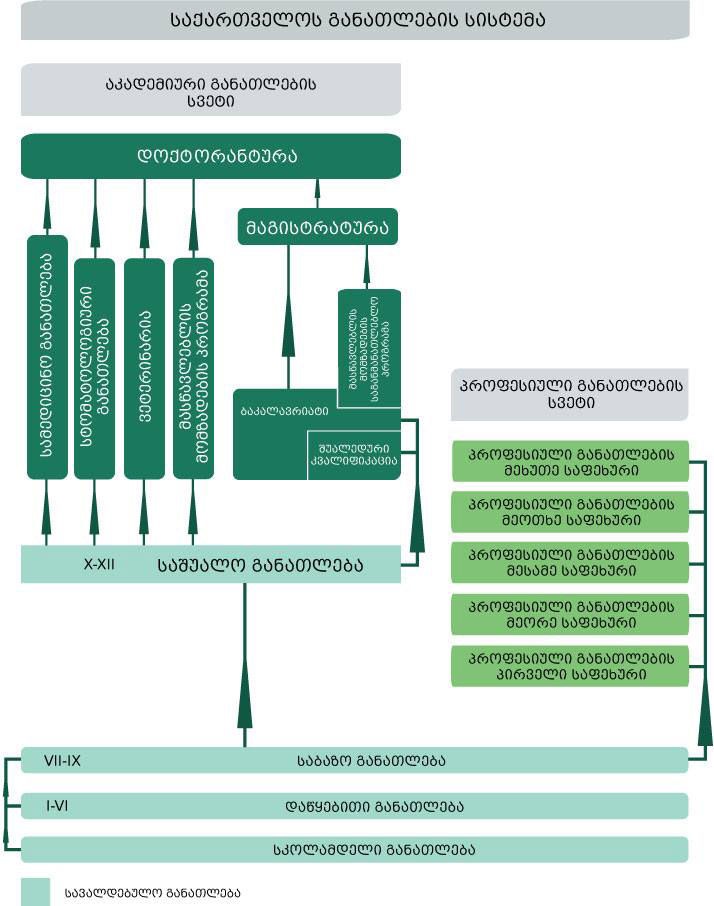 საქართველოს განათლების სისტემა
აკადემიური განათლების
სვეტი
დოქტორანტურა
მაგისტრატურა
სამედიცინო განათლება
სტომატოლოგიური
განათლება
ვეტერინარია
მასწავლებლის
მომზადების პროგრამა
მასწავლებლის
მომზადების
საგანმანათლებლო
პროგრამა
ბაკალავრიატი
შუალედური
კვალიფიკაცია
პროფესიული განათლების
სვეტი
პროფესიული განათლების
მეხუთე საფეხური
პროფესიული განათლების
მეოთხე საფეხური
პროფესიული განათლების
მესამე საფეხური
პროფესიული განათლების
მეორე საფეხური
პროფესიული განათლების
პირველი საფეხური
X-XII საშუალო განათლება
VII-IX საბაზო განათლება
I-VI დაწყებითი განათლება
სკოლამდელი განათლება
სავალდებულო განათლება